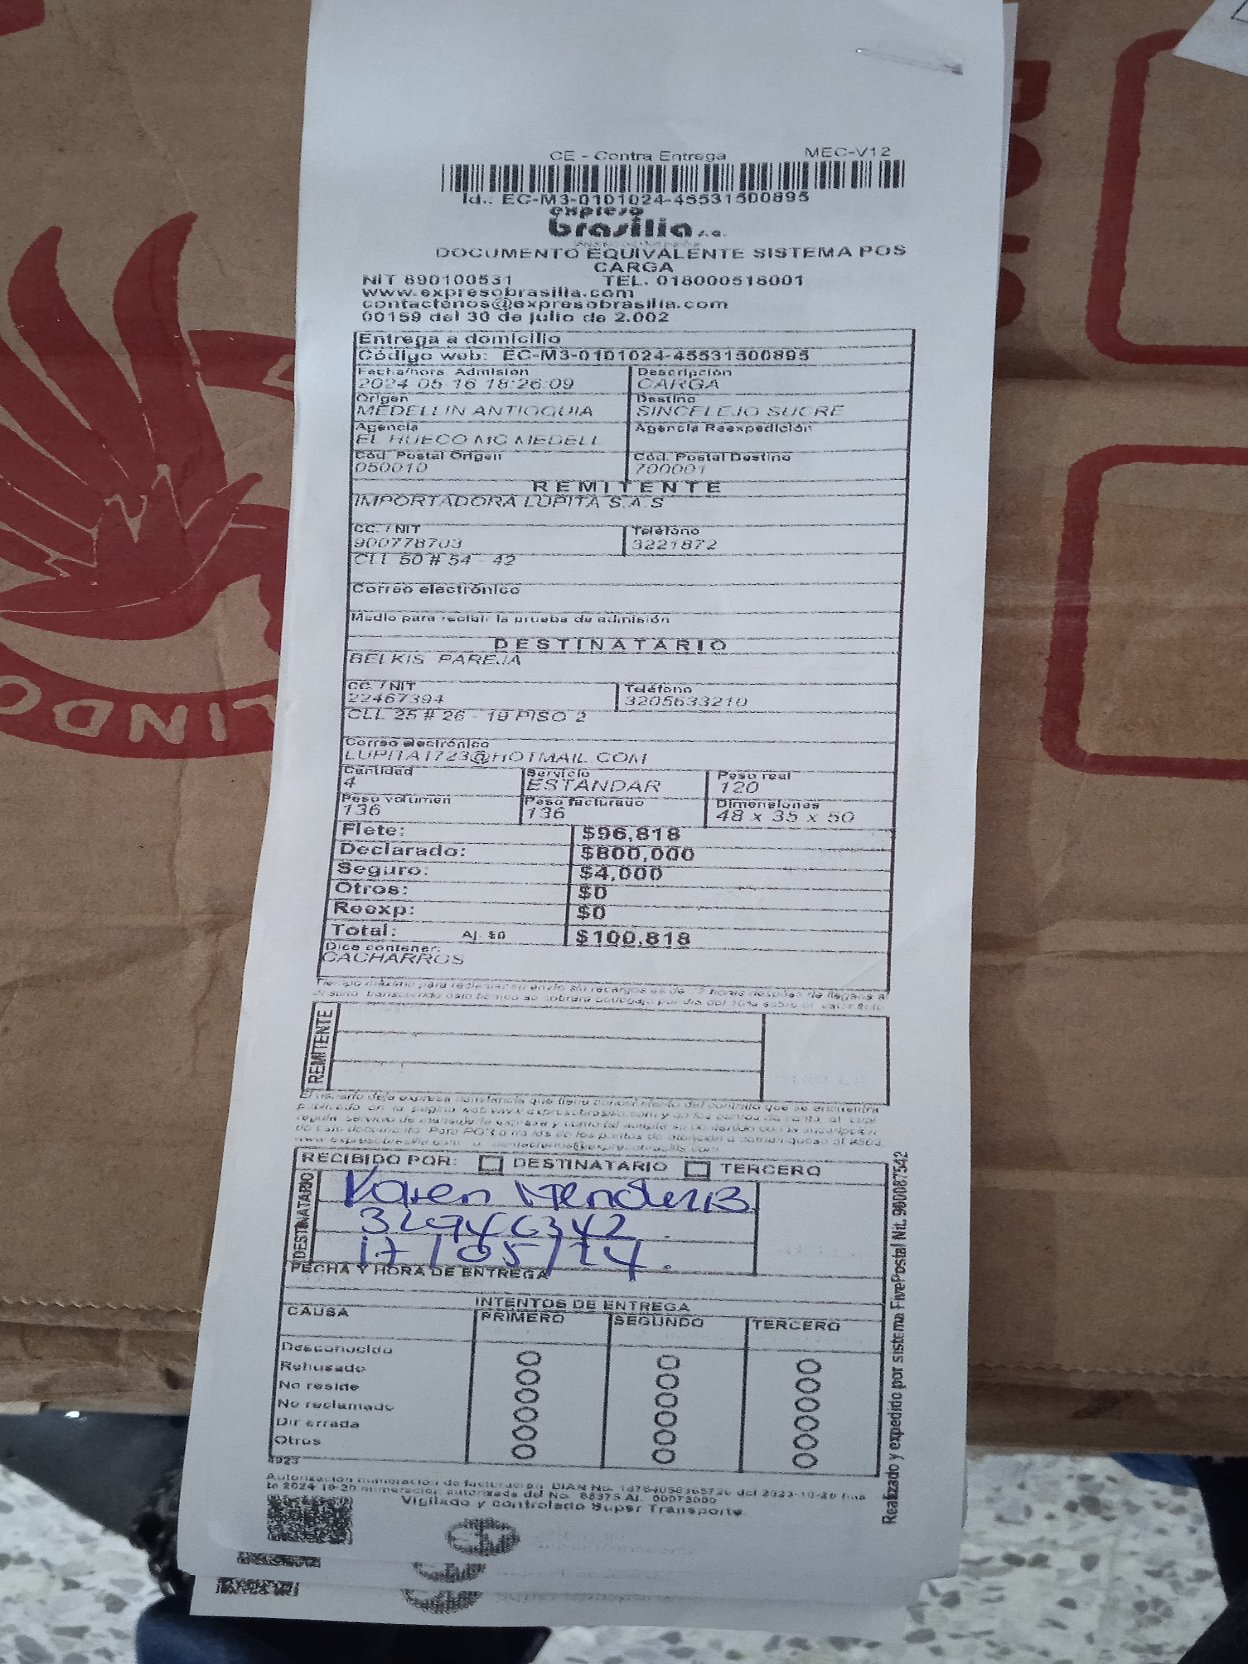 CE - Contra Entrega MEC-V12
Id.: EC-M3-0101024-45531500895
expreso
brasilia s.a.
DOCUMENTO EQUIVALENTE SISTEMA POS
CARGA
NIT 890100531 TEL. 018000518001
www.expresobrasilia.com
contactenos@expresobrasilia.com
00159 del 30 de julio de 2.002
Entrega a domicilio
Código web: EC-M3-0101024-45531500895
Fecha/hora Admisión Descripción
2024-05-16 18:26:09 CARGA
Origen Destino
MEDELLIN ANTIOQUIA SINCELEJO SUCRE
Agencia Agencia Reexpedición
EL HUECO MC MEDELL
Cód. Postal Origen Cód. Postal Destino
050010 700001
REMITENTE
IMPORTADORA LUPITA S.A.S
CC. / NIT Teléfono
900778703 3221872
CLL 50 # 54 - 42
Correo electrónico
Medio para recibir la prueba de admisión
DESTINATARIO
BELKIS PAREJA
CC. / NIT Teléfono
22467394 3205633210
CLL 25 # 26 - 19 PISO 2
Correo electrónico
LUPITA1723@HOTMAIL.COM
Cantidad Servicio Peso real
4 ESTANDAR 120
Peso volumen Peso facturado Dimensiones
136 136 48 x 35 x 50
Flete: $96,818
Declarado: $800,000
Seguro: $4,000
Otros: $0
Reexp: $0
Total: Aj. $0 $100,818
Dice contener:
CACHARROS
REMITENTE
RECIBIDO POR: DESTINATARIO TERCERO
DESTINATARIO
Karen Mendez B.
17/05/24.
FECHA Y HORA DE ENTREGA
INTENTOS DE ENTREGA
CAUSA PRIMERO SEGUNDO TERCERO
Desconocido
Rehusado
No reside
No reclamado
Dir errada
Otros
Vigilado y controlado Super Transporte
Realizado y expedido por sistema FivePostal Nit. 900087542
LINDO